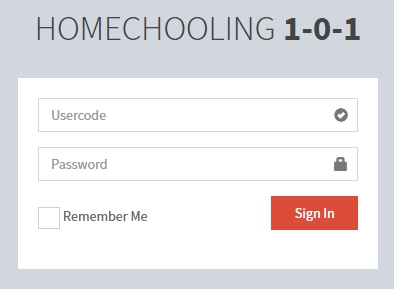 HOMECHOOLING 1-0-1
Usercode
Password
Remember Me
Sign In